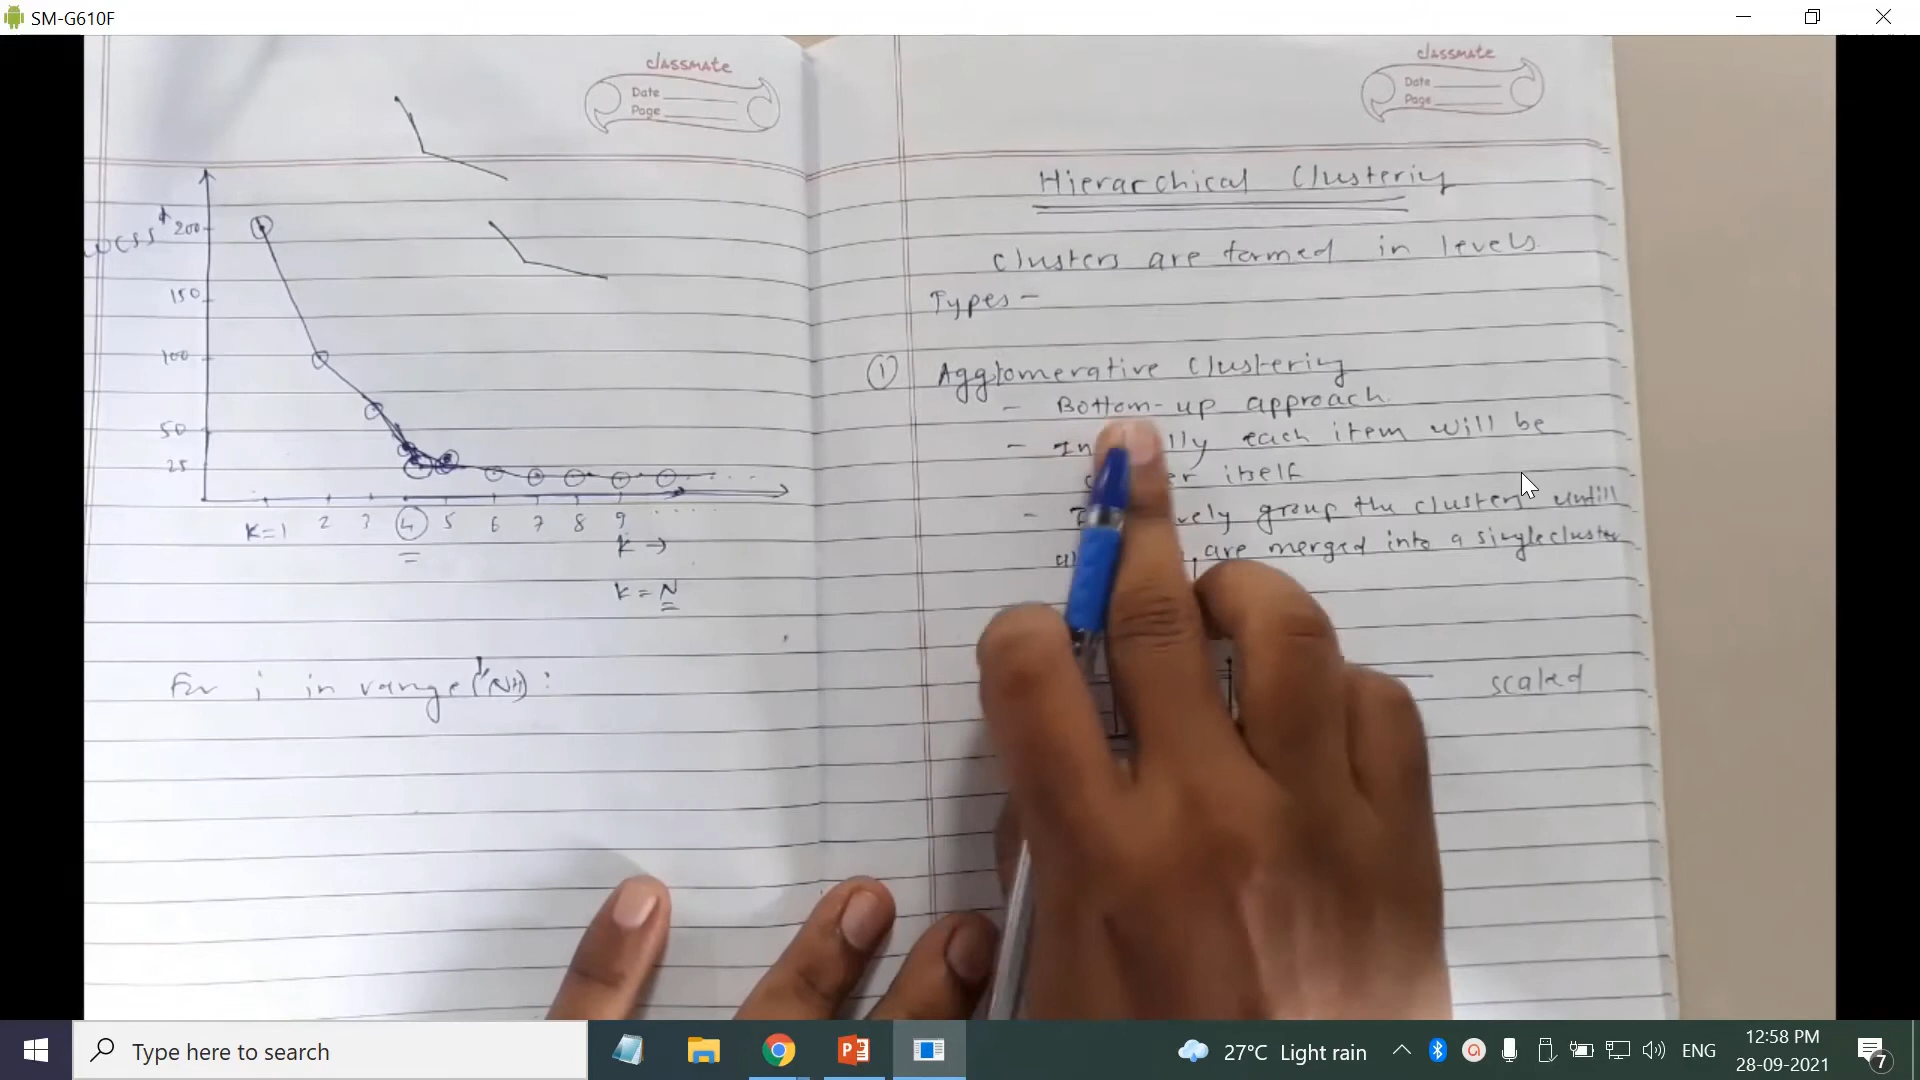 SM-G610F
classmate
Date
Page
WCSS
200
150
100
50
25
K=1 2 3 4 5 6 7 8 9
K →
K = N
For i in range(
classmate
Date
Page
Hierarchical Clustering
Clusters are formed in levels
Types -
① Agglomerative Clustering
- Bottom-up approach
- each item will be
itself
- group the clusters untill
are merged into a single cluster
scaled
Type here to search
27°C Light rain
ENG
12:58 PM
28-09-2021
7